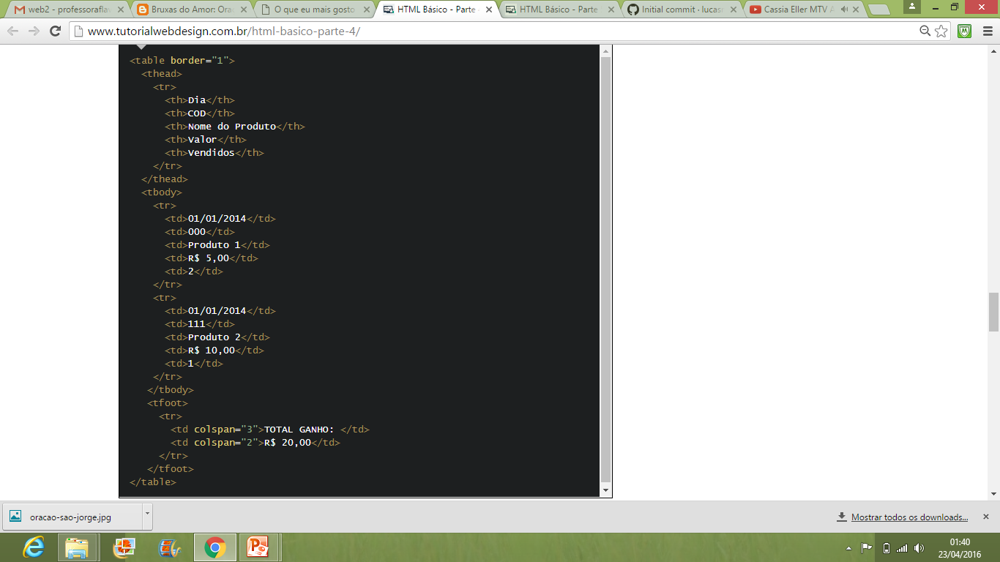 web2 - professoraflav
Bruxas do Amor: Oraç
O que eu mais gosto
HTML Básico - Parte
HTML Básico - Parte
Initial commit · lucasr
Cassia Eller MTV A
www.tutorialwebdesign.com.br/html-basico-parte-4/
<table border="1">
<thead>
<tr>
<th>Dia</th>
<th>COD</th>
<th>Nome do Produto</th>
<th>Valor</th>
<th>Vendidos</th>
</tr>
</thead>
<tbody>
<tr>
<td>01/01/2014</td>
<td>000</td>
<td>Produto 1</td>
<td>R$ 5,00</td>
<td>2</td>
</tr>
<tr>
<td>01/01/2014</td>
<td>111</td>
<td>Produto 2</td>
<td>R$ 10,00</td>
<td>1</td>
</tr>
</tbody>
<tfoot>
<tr>
<td colspan="3">TOTAL GANHO: </td>
<td colspan="2">R$ 20,00</td>
</tr>
</tfoot>
</table>
oracao-sao-jorge.jpg
Mostrar todos os downloads...
01:40
23/04/2016